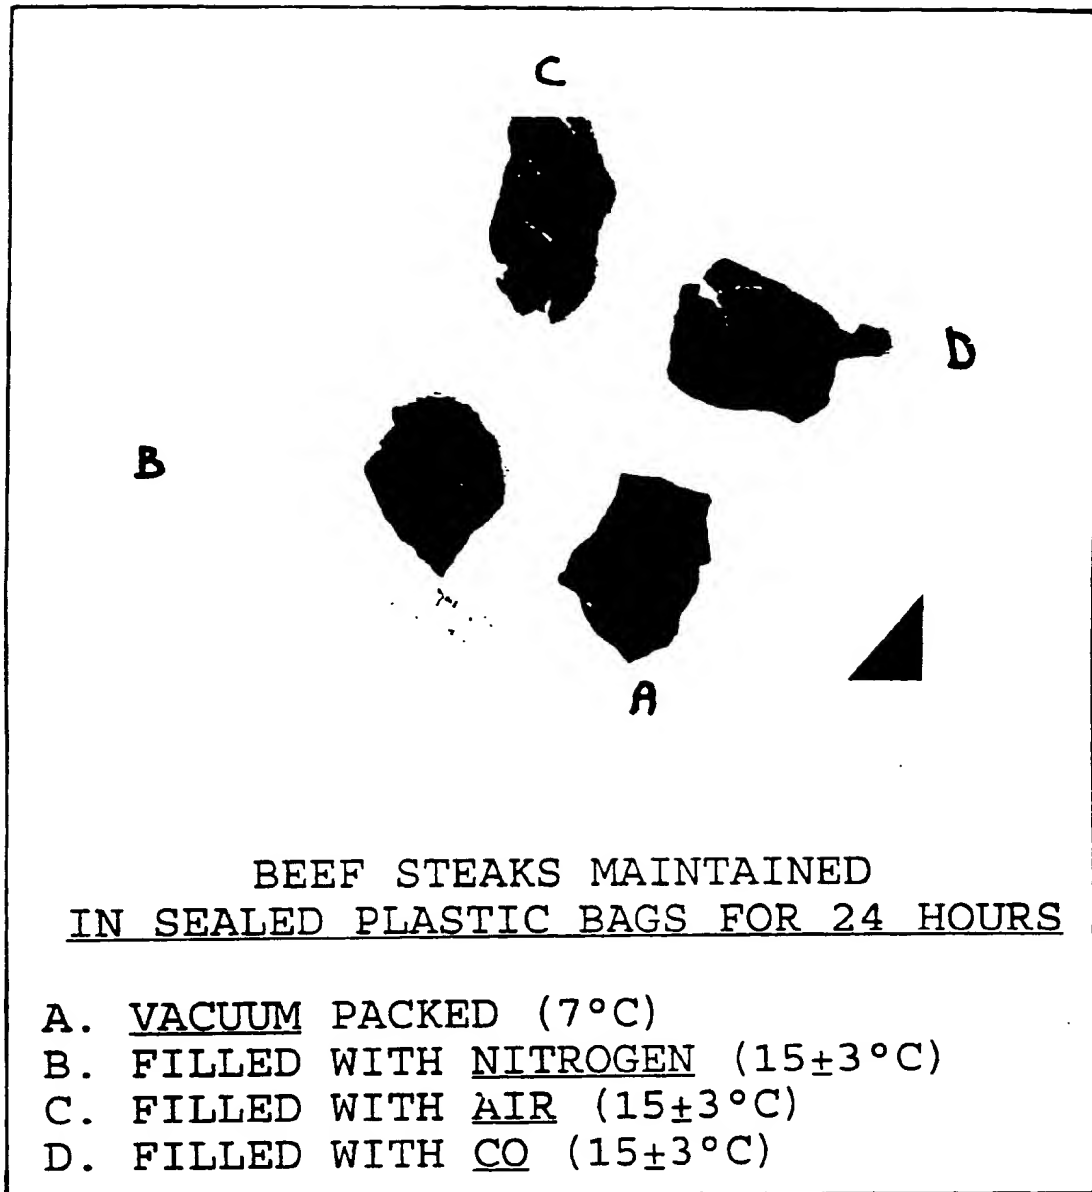 C
D
B
A
BEEF STEAKS MAINTAINED
IN SEALED PLASTIC BAGS FOR 24 HOURS
A. VACUUM PACKED (7°C)
B. FILLED WITH NITROGEN (15±3°C)
C. FILLED WITH AIR (15±3°C)
D. FILLED WITH CO (15±3°C)